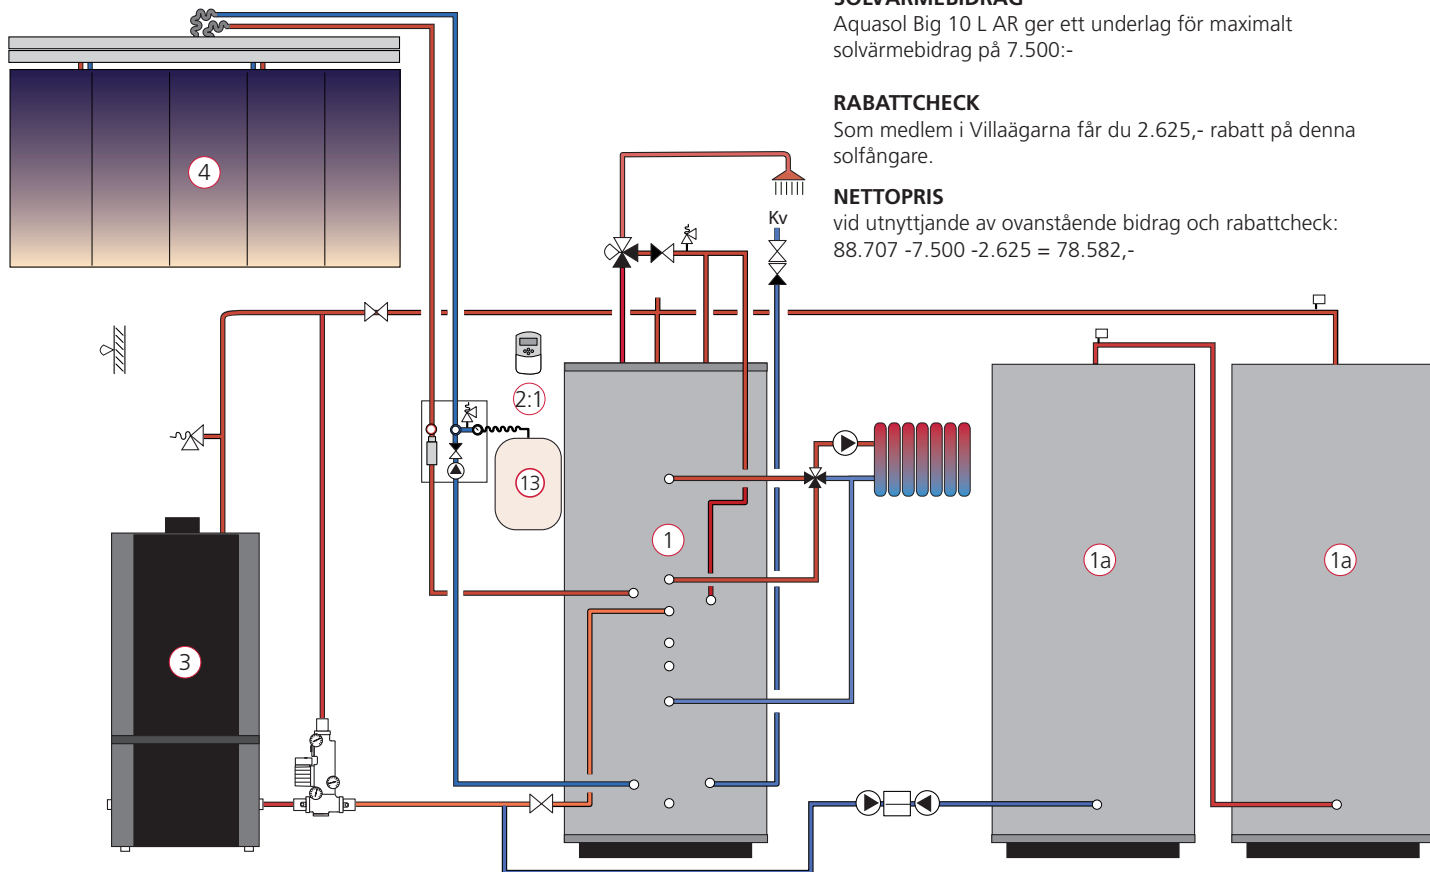 SOLVÄRMEBIDRAG
Aquasol Big 10 L AR ger ett underlag för maximalt
solvärmebidrag på 7.500:-
RABATTCHECK
Som medlem i Villaägarna får du 2.625,- rabatt på denna
solfångare.
NETTOPRIS
vid utnyttjande av ovanstående bidrag och rabattcheck:
88.707 -7.500 -2.625 = 78.582,-
4
Kv
2:1
13
1
1a
1a
3